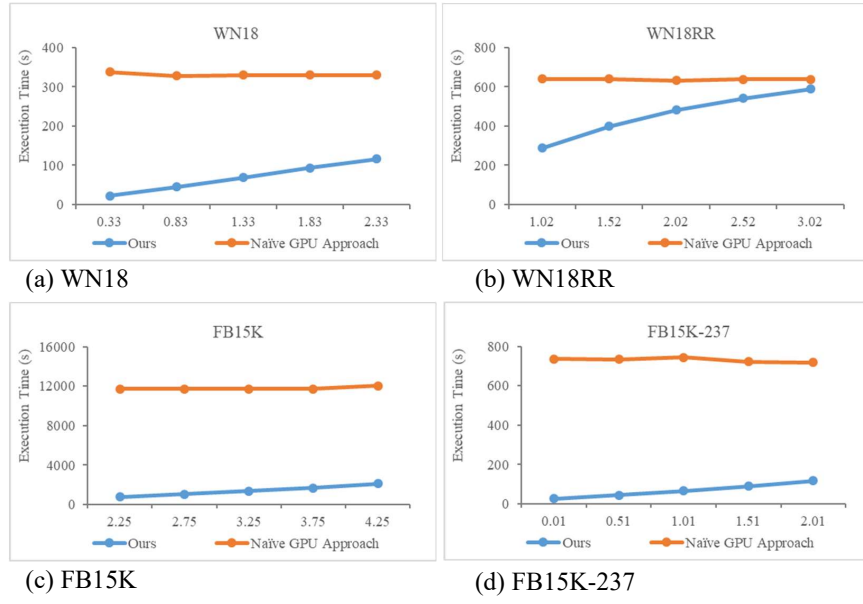 WN18
Execution Time (s)
400
300
200
100
0
0.33 0.83 1.33 1.83 2.33
Ours Naïve GPU Approach
(a) WN18
WN18RR
Execution Time (s)
800
600
400
200
0
1.02 1.52 2.02 2.52 3.02
Ours Naïve GPU Approach
(b) WN18RR
FB15K
Execution Time (s)
16000
12000
8000
4000
0
2.25 2.75 3.25 3.75 4.25
Ours Naïve GPU Approach
(c) FB15K
FB15K-237
Execution Time (s)
800
600
400
200
0
0.01 0.51 1.01 1.51 2.01
Ours Naïve GPU Approach
(d) FB15K-237